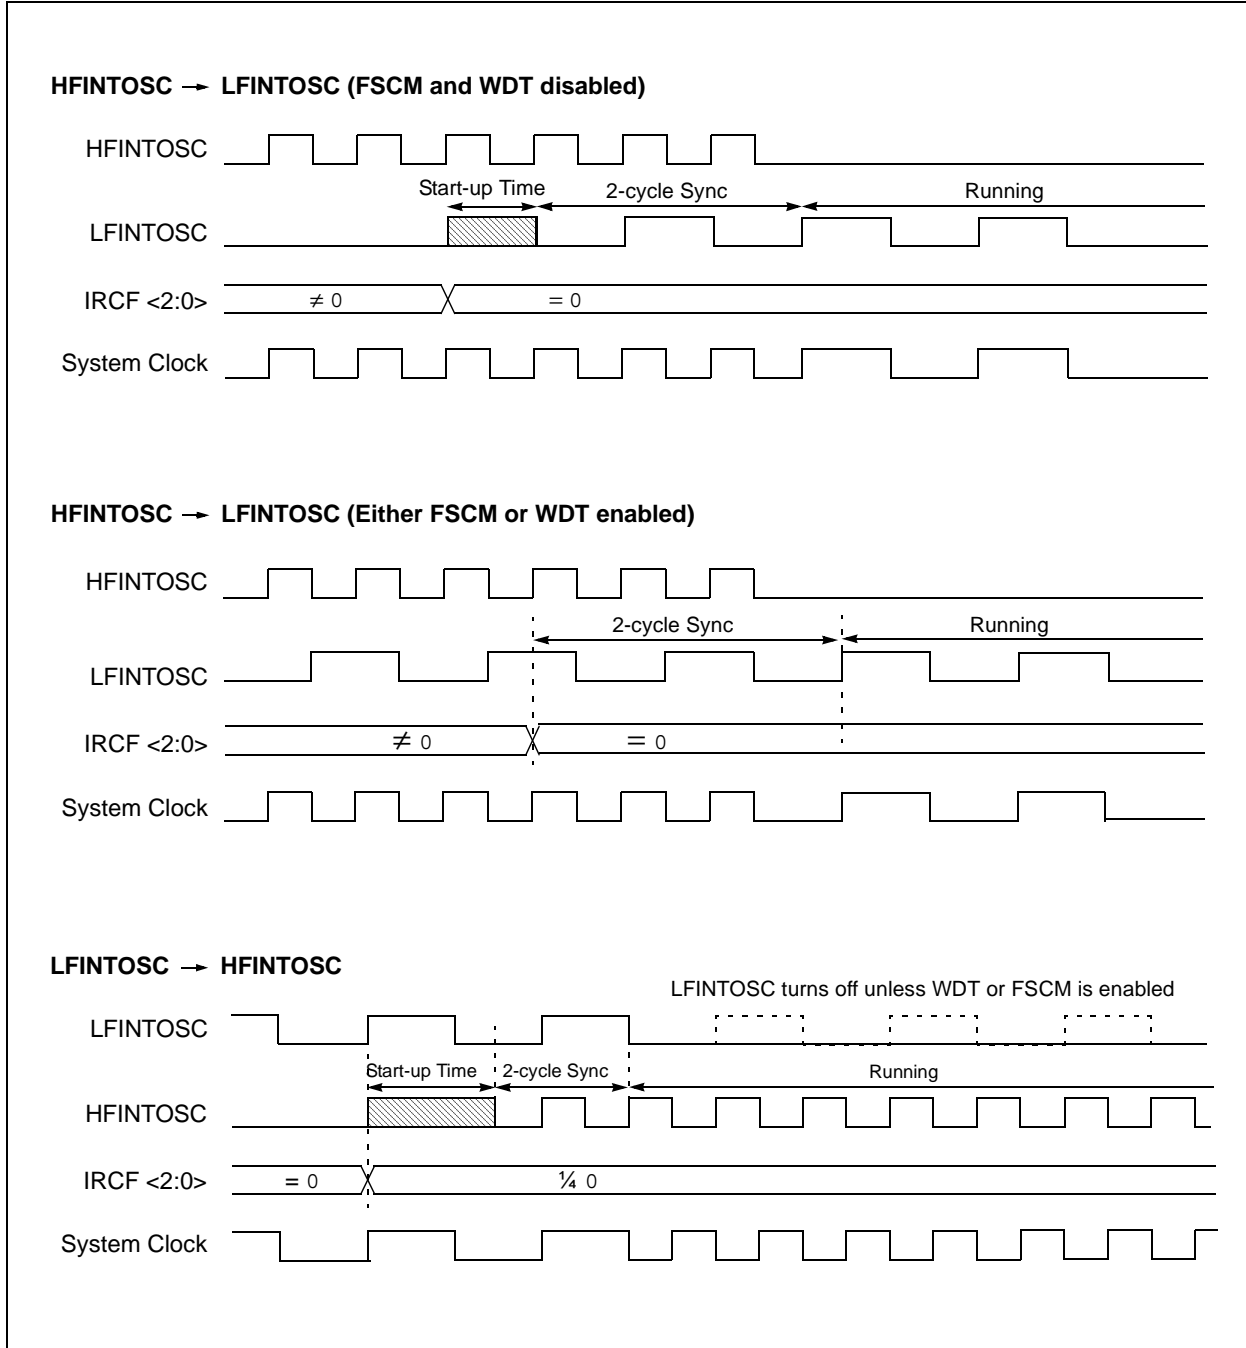 HFINTOSC → LFINTOSC (FSCM and WDT disabled)
HFINTOSC
Start-up Time 2-cycle Sync Running
LFINTOSC
IRCF <2:0> ≠ 0 = 0
System Clock
HFINTOSC → LFINTOSC (Either FSCM or WDT enabled)
HFINTOSC
2-cycle Sync Running
LFINTOSC
IRCF <2:0> ≠ 0 = 0
System Clock
LFINTOSC → HFINTOSC
LFINTOSC turns off unless WDT or FSCM is enabled
LFINTOSC
Start-up Time 2-cycle Sync Running
HFINTOSC
IRCF <2:0> = 0 ¼ 0
System Clock